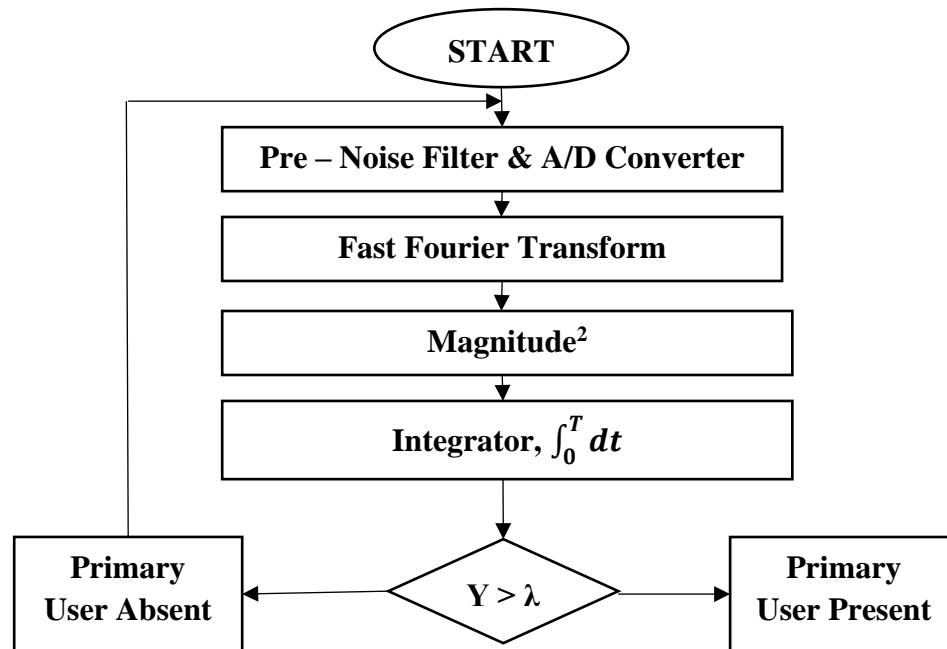 START
Pre – Noise Filter & A/D Converter
Fast Fourier Transform
Magnitude²
Integrator, ∫₀ᵀ dt
Primary
User Absent
Y > λ
Primary
User Present